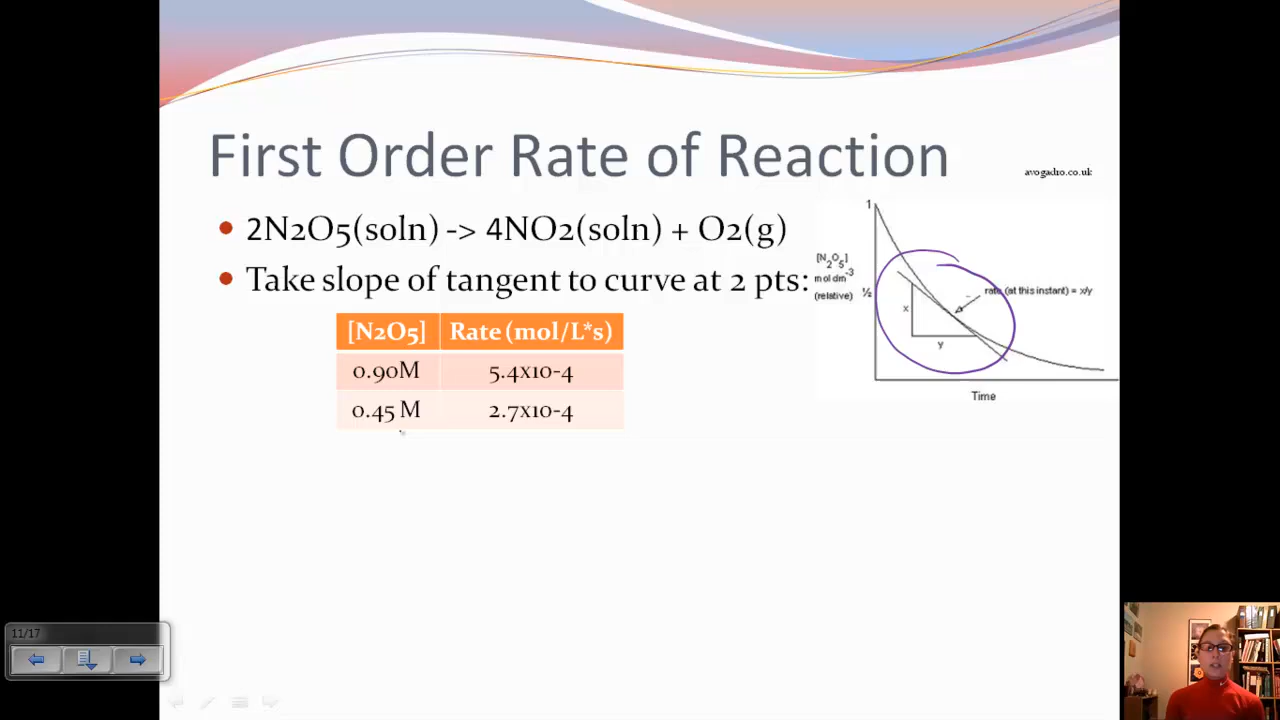 First Order Rate of Reaction
avogadro.co.uk
2N2O5(soln) -> 4NO2(soln) + O2(g)
Take slope of tangent to curve at 2 pts:
[N2O5] Rate (mol/L*s)
0.90M 5.4x10-4
0.45 M 2.7x10-4
1
[N2O5]
mol dm-3
(relative)
½
rate (at this instant) = x/y
x
y
Time
11/17